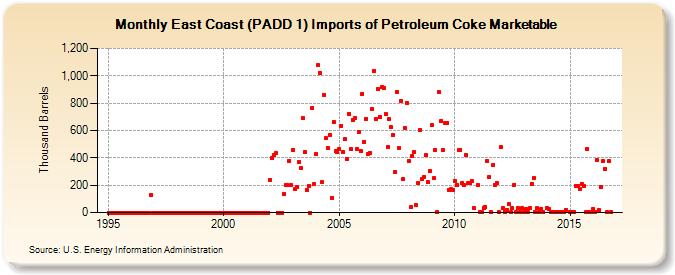 Monthly East Coast (PADD 1) Imports of Petroleum Coke Marketable
Thousand Barrels
1,200
1,000
800
600
400
200
0
1995 2000 2005 2010 2015
Source: U.S. Energy Information Administration